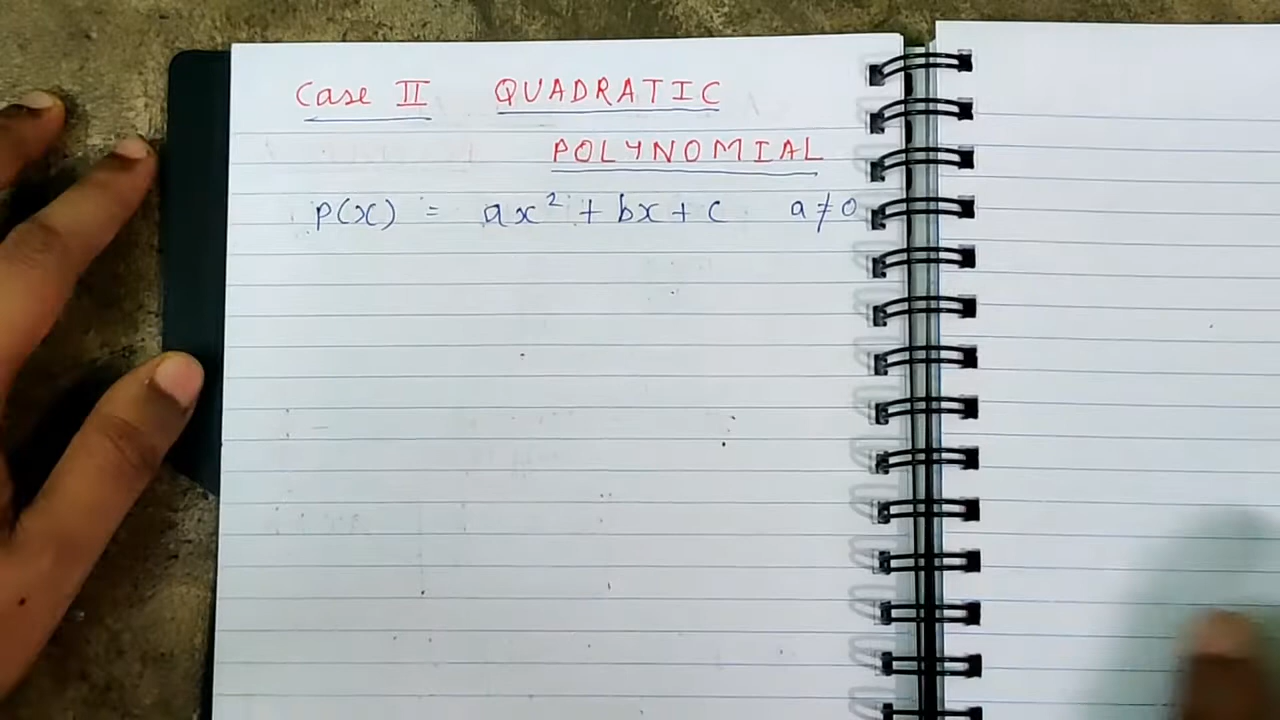 Case II QUADRATIC
POLYNOMIAL
p(x) = ax² + bx + c a ≠ 0